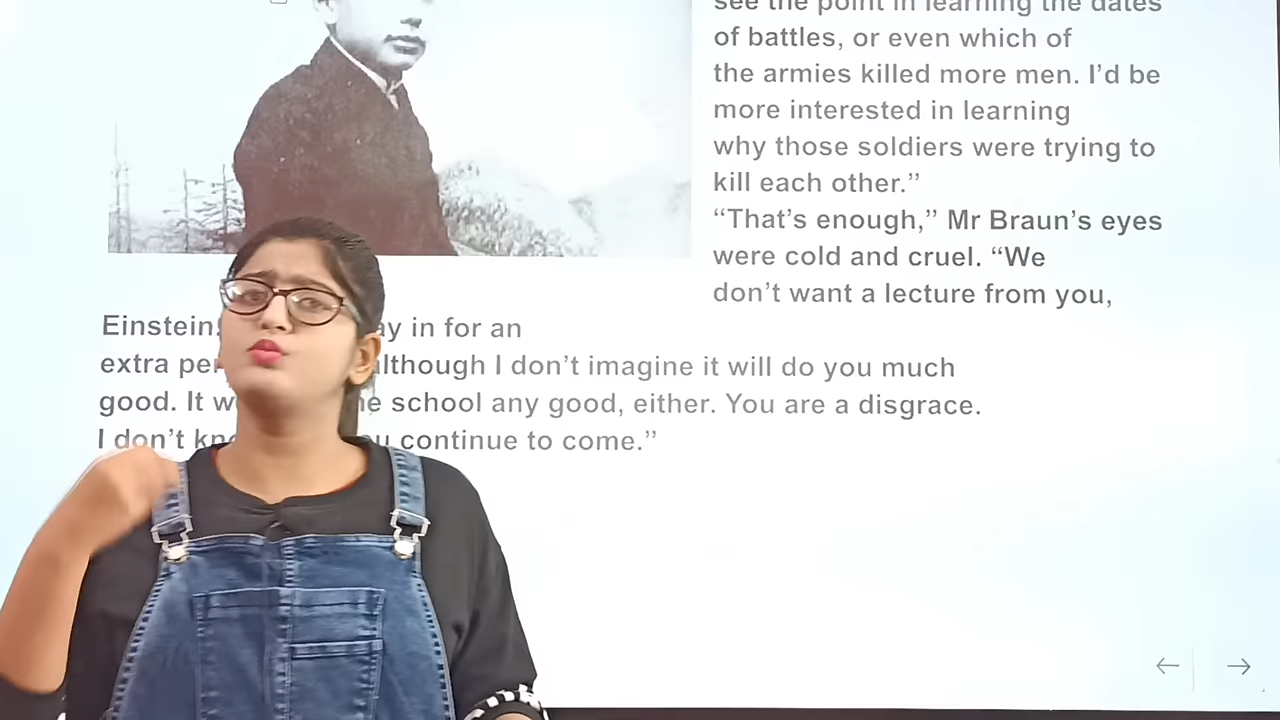 see the point in learning the dates
of battles, or even which of
the armies killed more men. I’d be
more interested in learning
why those soldiers were trying to
kill each other.”
“That’s enough,” Mr Braun’s eyes
were cold and cruel. “We
don’t want a lecture from you,
Einstein. ay in for an
extra per although I don’t imagine it will do you much
good. It w e school any good, either. You are a disgrace.
I don’t kn u continue to come.”